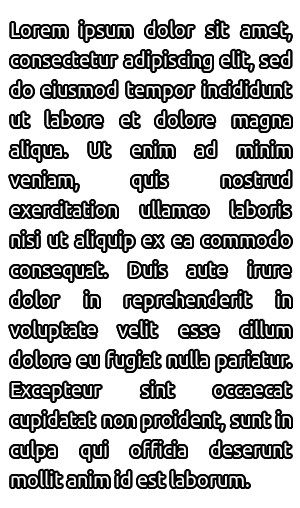 Lorem ipsum dolor sit amet,
consectetur adipiscing elit, sed
do eiusmod tempor incididunt
ut labore et dolore magna
aliqua. Ut enim ad minim
veniam, quis nostrud
exercitation ullamco laboris
nisi ut aliquip ex ea commodo
consequat. Duis aute irure
dolor in reprehenderit in
voluptate velit esse cillum
dolore eu fugiat nulla pariatur.
Excepteur sint occaecat
cupidatat non proident, sunt in
culpa qui officia deserunt
mollit anim id est laborum.